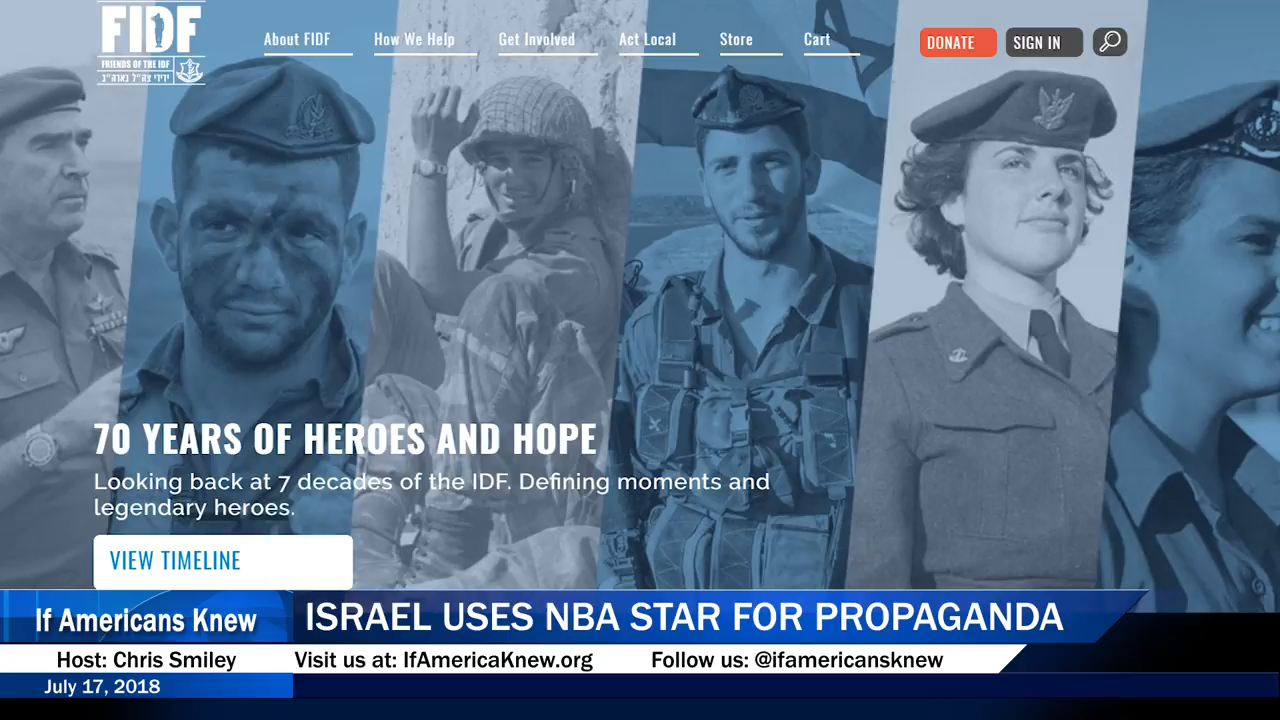 FIDF
FRIENDS OF THE IDF
ידידי צה"ל בארה"ב
About FIDF
How We Help
Get Involved
Act Local
Store
Cart
DONATE
SIGN IN
70 YEARS OF HEROES AND HOPE
Looking back at 7 decades of the IDF. Defining moments and
legendary heroes.
VIEW TIMELINE
If Americans Knew
ISRAEL USES NBA STAR FOR PROPAGANDA
Host: Chris Smiley
Visit us at: IfAmericaKnew.org
Follow us: @ifamericansknew
July 17, 2018